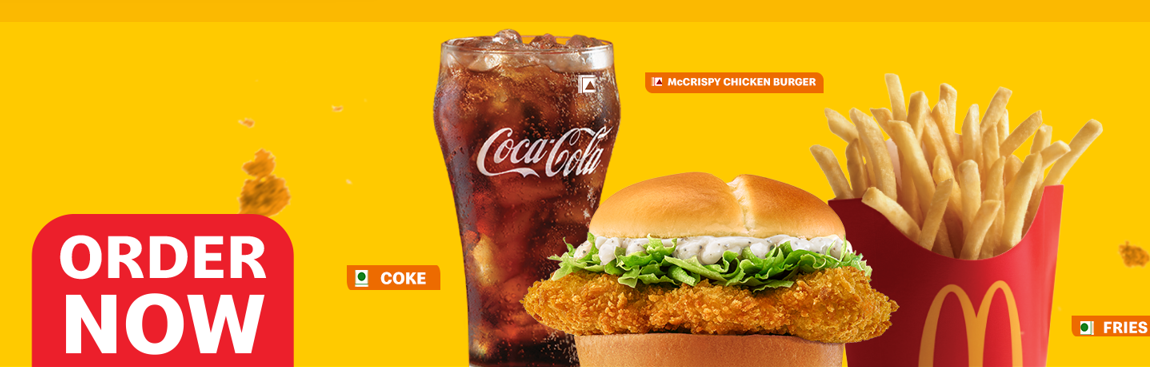 McCRISPY CHICKEN BURGER
Coca-Cola
ORDER
NOW
COKE
FRIES